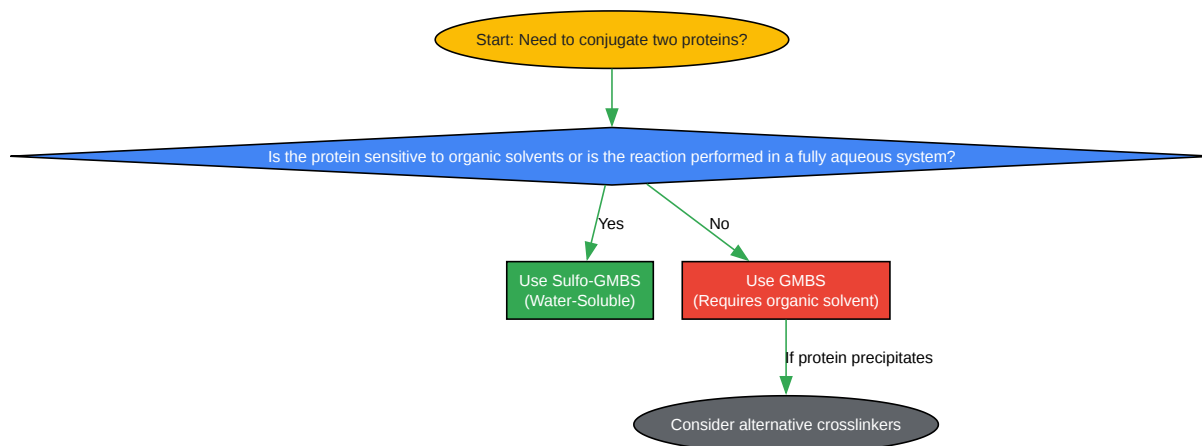 Start: Need to conjugate two proteins?
Is the protein sensitive to organic solvents or is the reaction performed in a fully aqueous system?
Yes
No
Use Sulfo-GMBS
(Water-Soluble)
Use GMBS
(Requires organic solvent)
If protein precipitates
Consider alternative crosslinkers